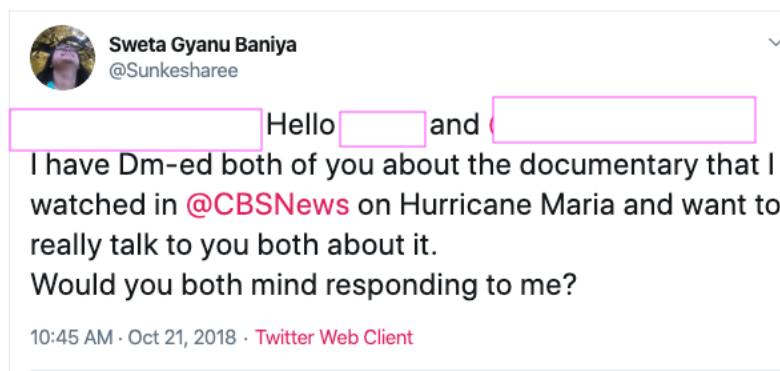 Sweta Gyanu Baniya
@Sunkesharee
Hello and
I have Dm-ed both of you about the documentary that I
watched in @CBSNews on Hurricane Maria and want to
really talk to you both about it.
Would you both mind responding to me?
10:45 AM · Oct 21, 2018 · Twitter Web Client